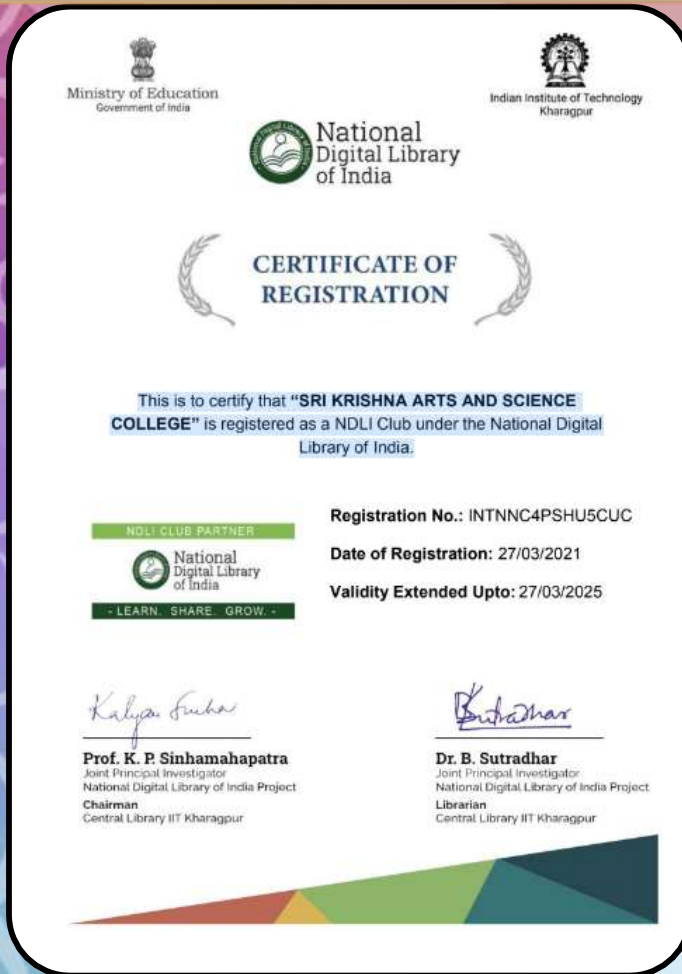 Ministry of Education
Government of India
Indian Institute of Technology
Kharagpur
National
Digital Library
of India
CERTIFICATE OF
REGISTRATION
This is to certify that “SRI KRISHNA ARTS AND SCIENCE
COLLEGE” is registered as a NDLI Club under the National Digital
Library of India.
NDLI CLUB PARTNER
National
Digital Library
of India
- LEARN. SHARE. GROW. -
Registration No.: INTNNC4PSHU5CUC
Date of Registration: 27/03/2021
Validity Extended Upto: 27/03/2025
Prof. K. P. Sinhamahapatra
Joint Principal Investigator
National Digital Library of India Project
Chairman
Central Library IIT Kharagpur
Dr. B. Sutradhar
Joint Principal Investigator
National Digital Library of India Project
Librarian
Central Library IIT Kharagpur